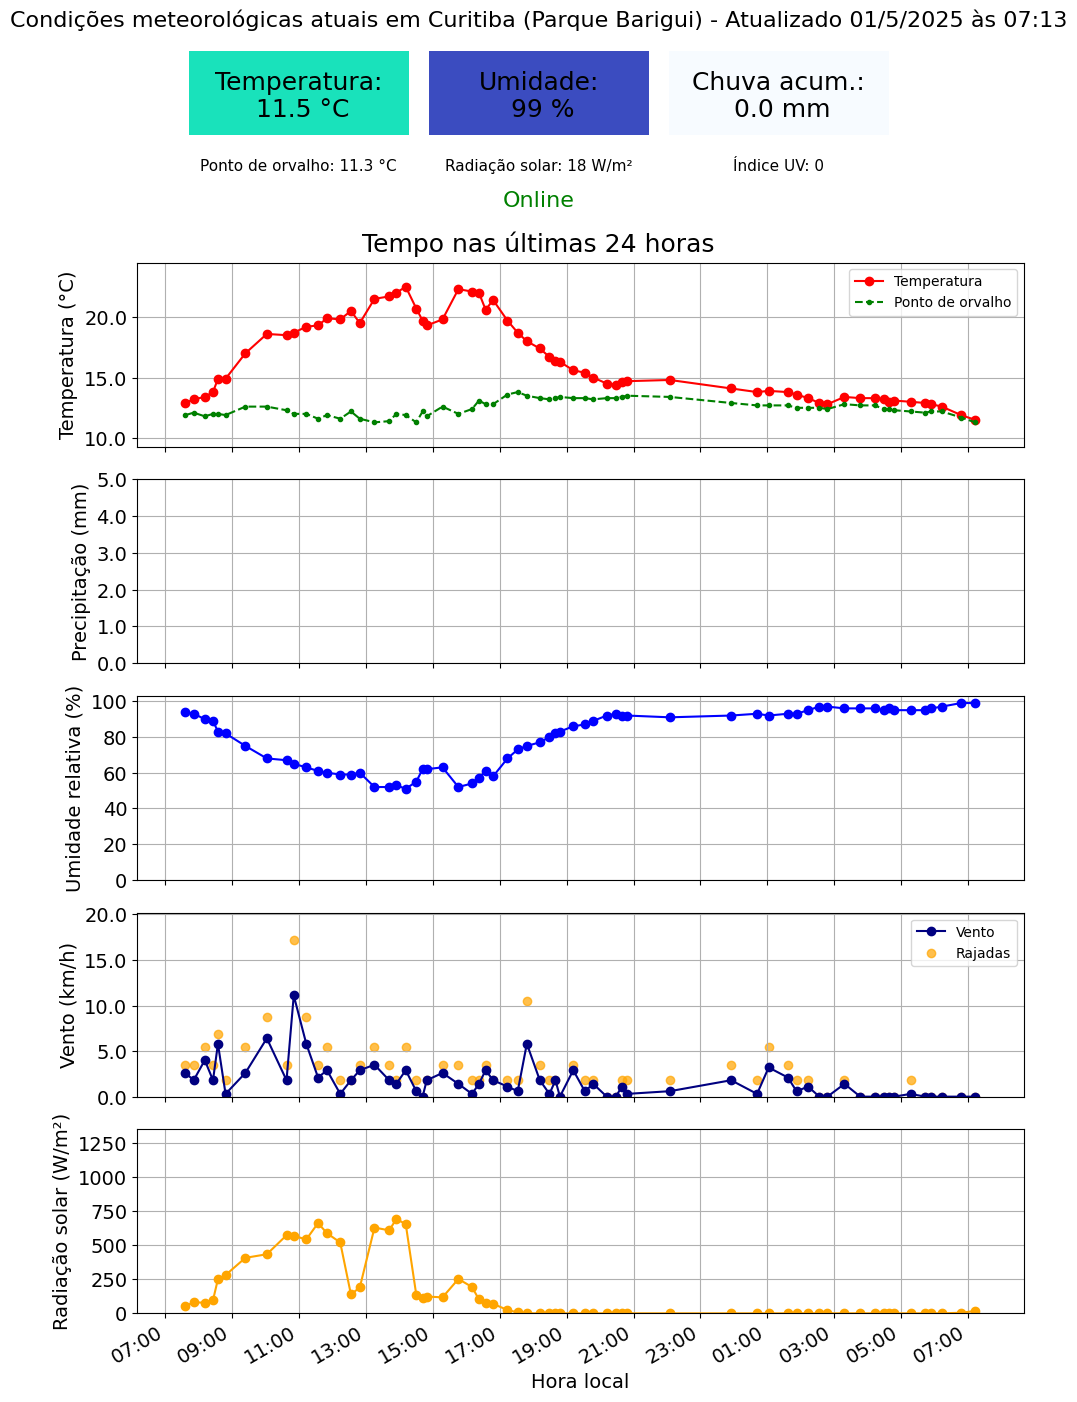 Condições meteorológicas atuais em Curitiba (Parque Barigui) - Atualizado 01/5/2025 às 07:13
Temperatura:
11.5 °C
Umidade:
99 %
Chuva acum.:
0.0 mm
Ponto de orvalho: 11.3 °C
Radiação solar: 18 W/m²
Índice UV: 0
Online
Tempo nas últimas 24 horas
Temperatura (°C)
20.0
15.0
10.0
Temperatura
Ponto de orvalho
Precipitação (mm)
5.0
4.0
3.0
2.0
1.0
0.0
Umidade relativa (%)
100
80
60
40
20
0
Vento (km/h)
20.0
15.0
10.0
5.0
0.0
Vento
Rajadas
Radiação solar (W/m²)
1250
1000
750
500
250
0
07:00
09:00
11:00
13:00
15:00
17:00
19:00
21:00
23:00
01:00
03:00
05:00
07:00
Hora local